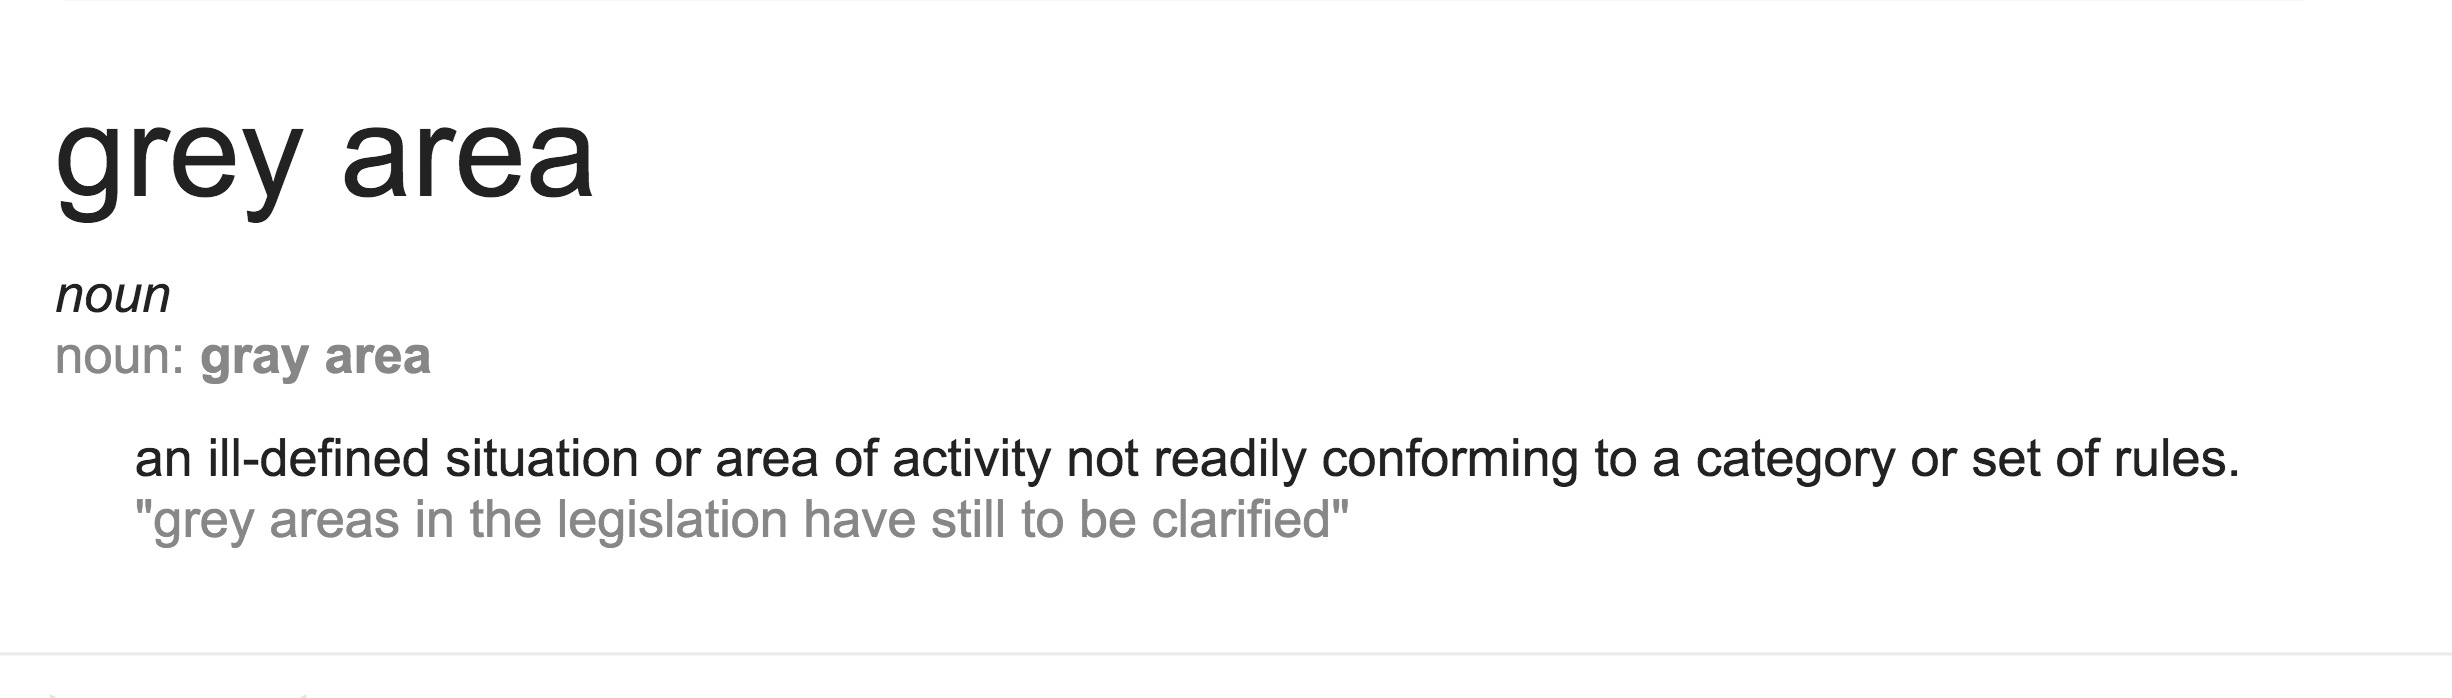 grey area
noun
noun: gray area
an ill-defined situation or area of activity not readily conforming to a category or set of rules.
"grey areas in the legislation have still to be clarified"